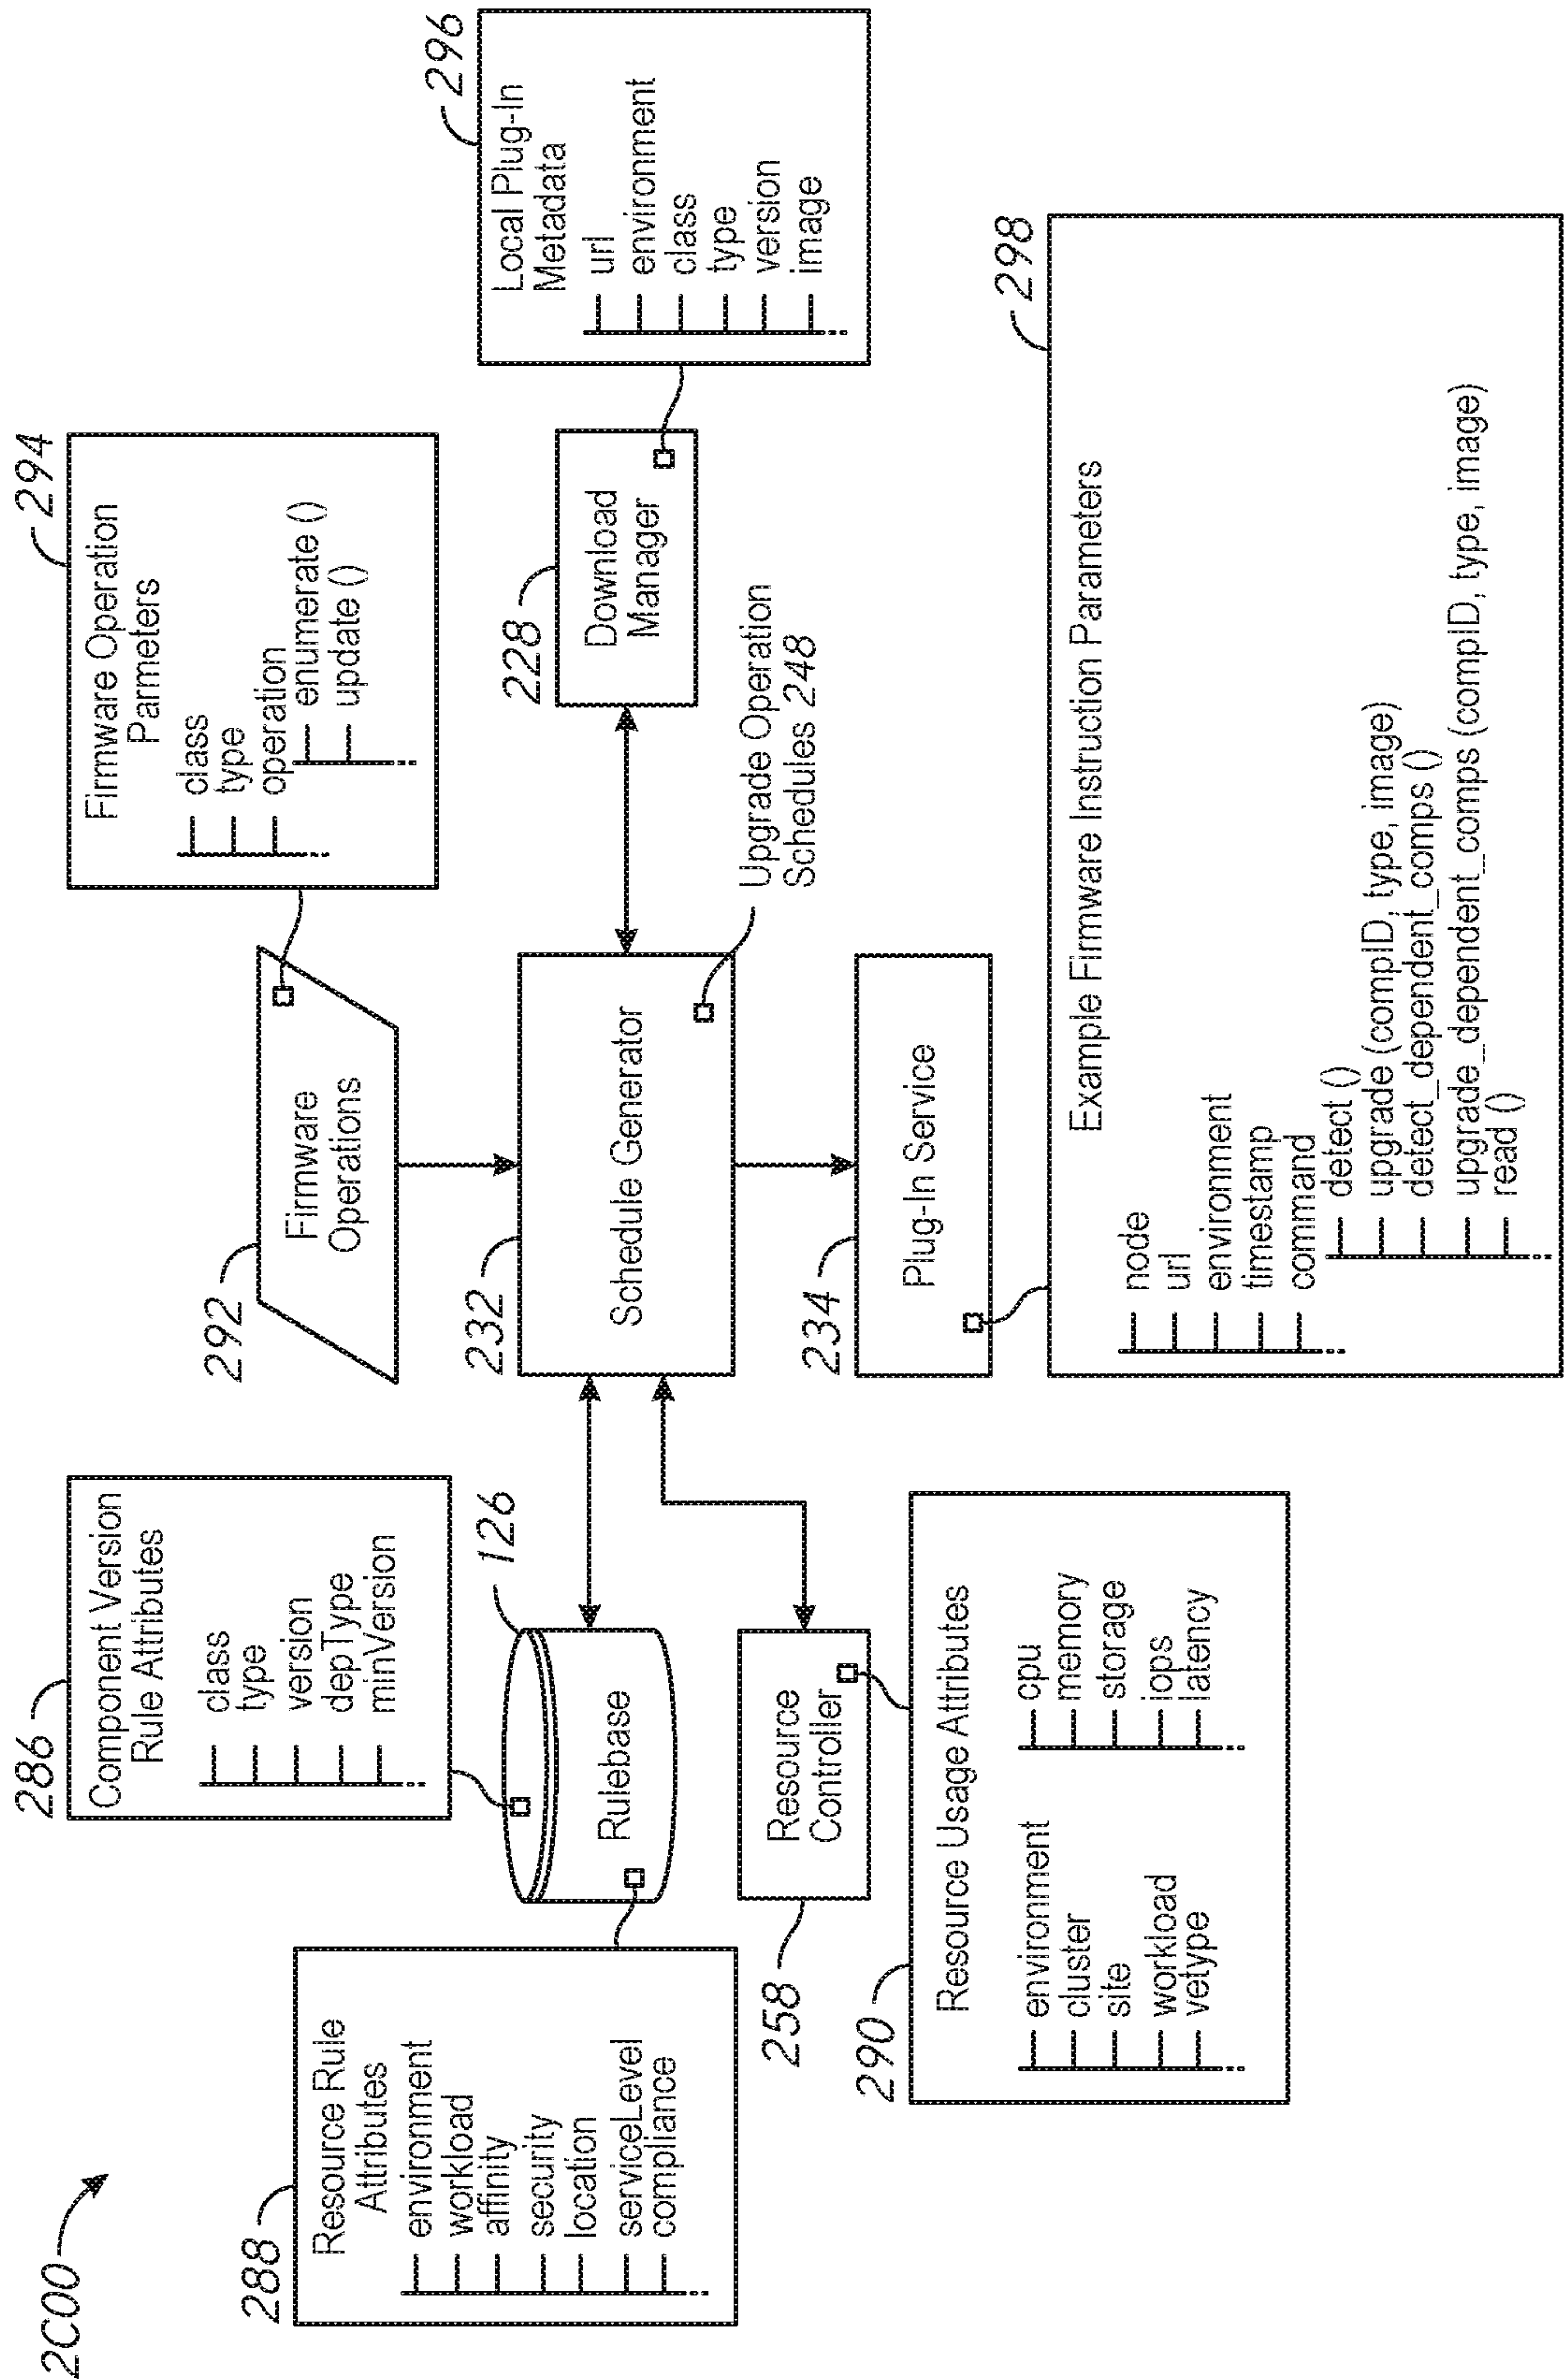 2C00
286
Component Version
Rule Attributes
class
type
version
depType
minVersion
294
Firmware Operation
Parmeters
class
type
operation
enumerate ()
update ()
288
Resource Rule
Attributes
environment
workload
affinity
security
location
serviceLevel
compliance
126
Rulebase
292
Firmware
Operations
296
Local Plug-In
Metadata
url
environment
class
type
version
image
232
Schedule Generator
228
Download
Manager
Upgrade Operation
Schedules 248
258
Resource
Controller
234
Plug-In Service
290
Resource Usage Attributes
environment
cluster
site
workload
vetype
cpu
memory
storage
iops
latency
298
Example Firmware Instruction Parameters
node
url
environment
timestamp
command
detect ()
upgrade (compID, type, image)
detect_dependent_comps ()
upgrade_dependent_comps (compID, type, image)
read ()